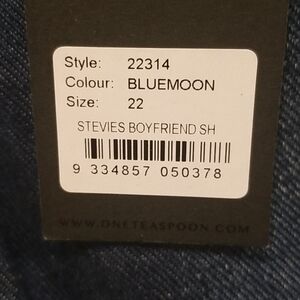 Style: 22314
Colour: BLUEMOON
Size: 22
STEVIES BOYFRIEND SH
9 334857 050378
WWW.ONETEASPOON.COM